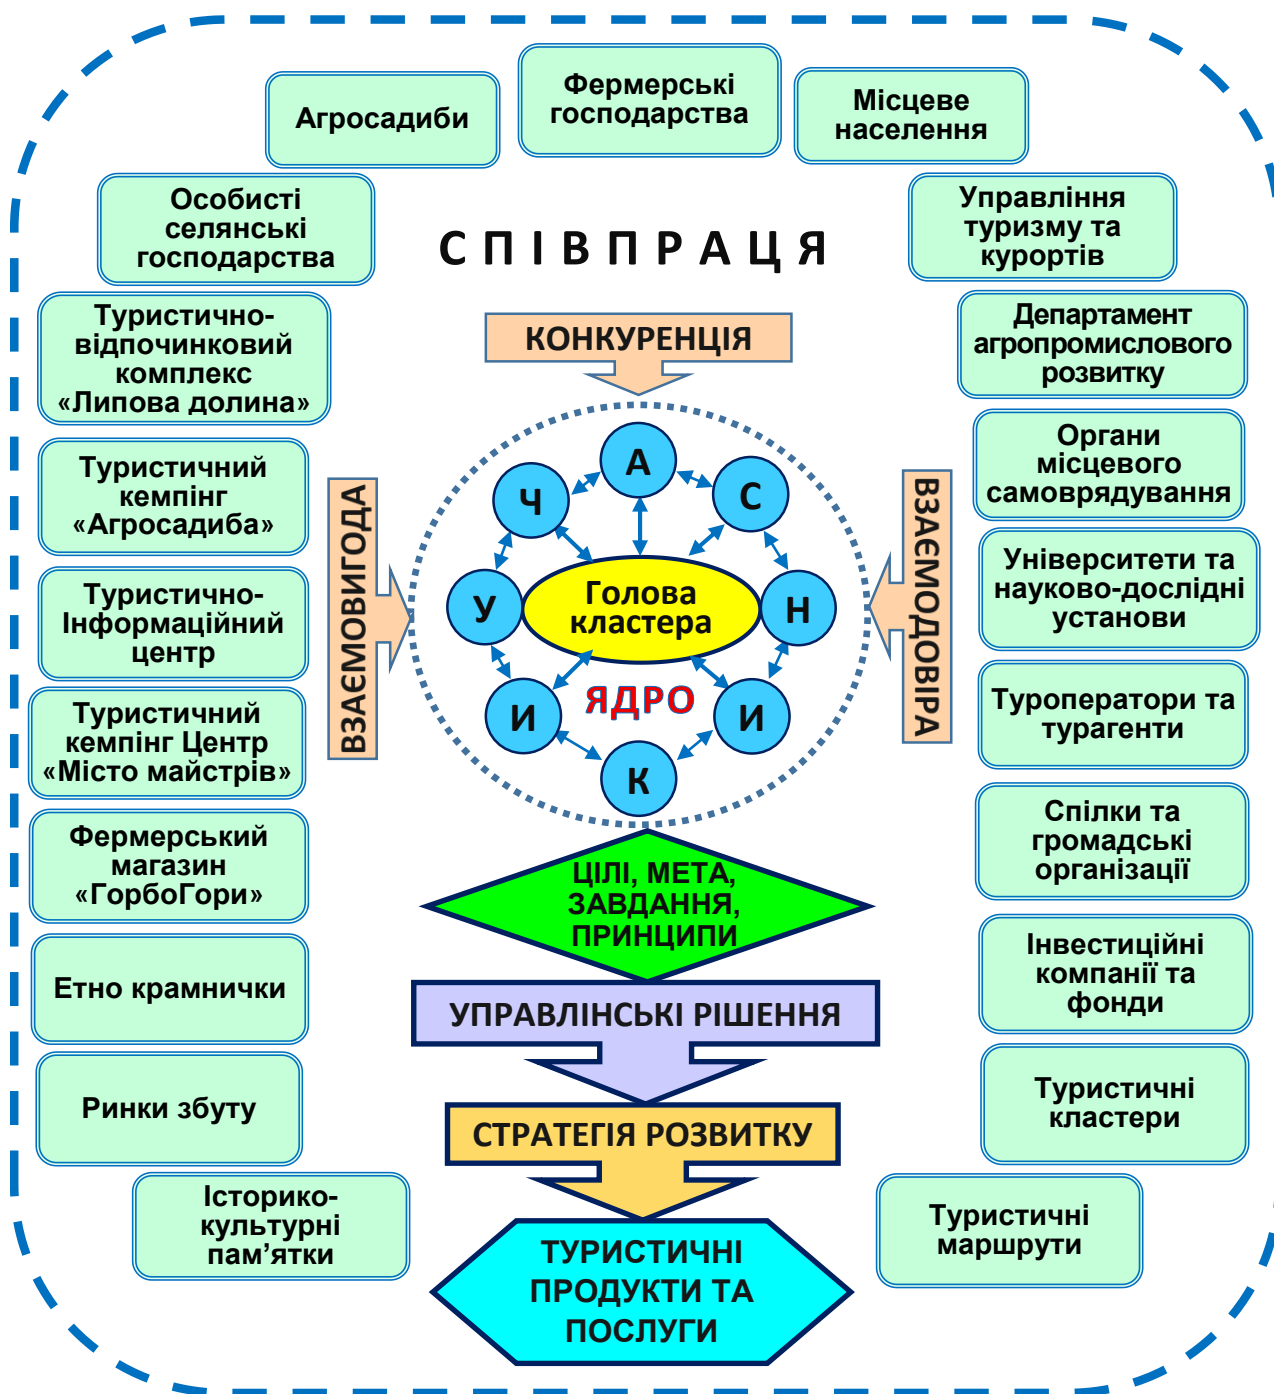 Фермерські
господарства
Агросадиби
Місцеве
населення
Особисті
селянські
господарства
Управління
туризму та
курортів
СПІВПРАЦЯ
Туристично-
відпочинковий
комплекс
«Липова долина»
КОНКУРЕНЦІЯ
Департамент
агропромислового
розвитку
Туристичний
кемпінг
«Агросадиба»
Органи
місцевого
самоврядування
ВЗАЄМОВИГОДА
У
Ч
А
С
Н
И
К
И
Голова
кластера
ЯДРО
ВЗАЄМОДОВІРА
Туристично-
Інформаційний
центр
Університети та
науково-дослідні
установи
Туристичний
кемпінг Центр
«Місто майстрів»
Туроператори та
турагенти
Фермерський
магазин
«ГорбоГори»
ЦІЛІ, МЕТА,
ЗАВДАННЯ,
ПРИНЦИПИ
Спілки та
громадські
організації
Етно крамнички
УПРАВЛІНСЬКІ РІШЕННЯ
Інвестиційні
компанії та
фонди
Ринки збуту
СТРАТЕГІЯ РОЗВИТКУ
Туристичні
кластери
Історико-
культурні
пам’ятки
ТУРИСТИЧНІ
ПРОДУКТИ ТА
ПОСЛУГИ
Туристичні
маршрути